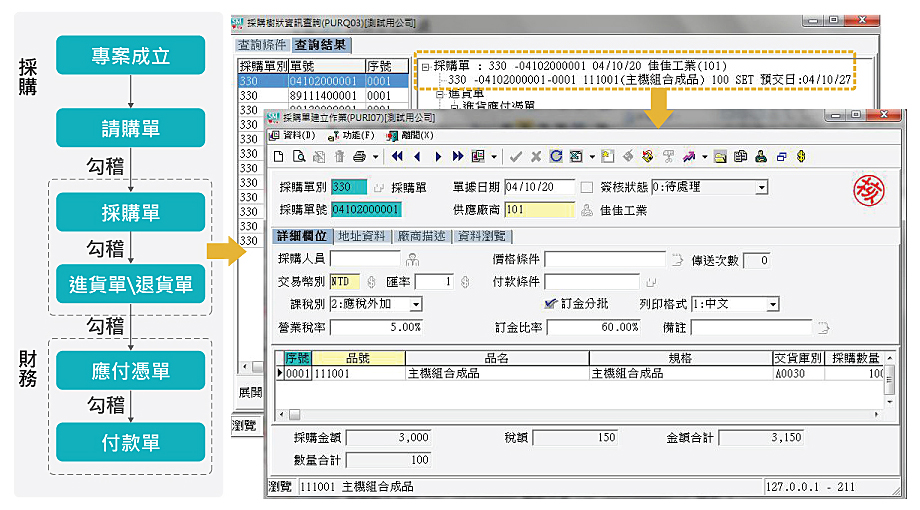 採購
專案成立
請購單
勾稽
採購單
勾稽
進貨單\退貨單
勾稽
財務
應付憑單
勾稽
付款單
採購樹狀資訊查詢(PURQ03)[測試用公司]
查詢條件 查詢結果
採購單別 單號 序號
330 04102000001 0001
330 89111400001 0001
330
330
330
330
330
330
330
330
330
330
展開
瀏覽
採購單 : 330 -04102000001 04/10/20 佳佳工業(101)
330 -04102000001-0001 111001(主機組合成品) 100 SET 預交日:04/10/27
進貨單
進貨應付憑單
採購單建立作業(PURI07)[測試用公司]
資料(D) 功能(F) 離開(X)
採購單別 330 採購單 單據日期 04/10/20 簽核狀態 0:待處理
核
採購單號 04102000001 供應廠商 101 佳佳工業
詳細欄位 地址資料 廠商描述 資料瀏覽
採購人員 價格條件 傳送次數 0
交易幣別 NTD 匯率 1 付款條件
課稅別 2:應稅外加 訂金分批 列印格式 1:中文
營業稅率 5.00% 訂金比率 60.00% 備註
序號 品號 品名 規格 交貨庫別 採購數量
0001 111001 主機組合成品 主機組合成品 A0030 100
採購金額 3,000 稅額 150 金額合計 3,150
數量合計 100
瀏覽 111001 主機組合成品 127.0.0.1 - 211